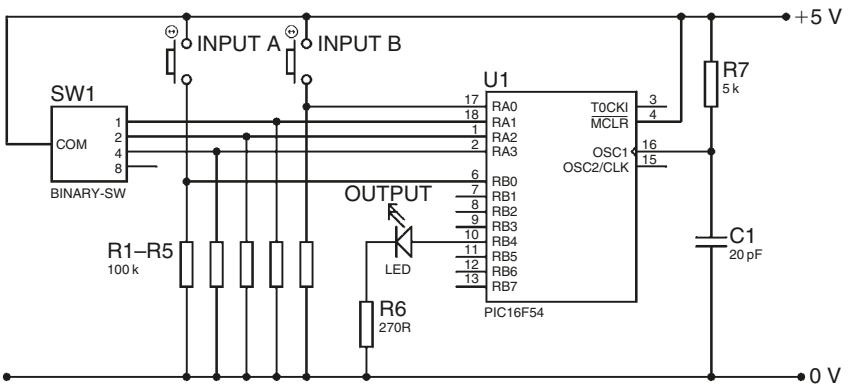 +5 V
INPUT A
INPUT B
SW1
COM
1
2
4
8
BINARY-SW
U1
17 RA0
18 RA1
1 RA2
2 RA3
6 RB0
7 RB1
8 RB2
9 RB3
10 RB4
11 RB5
12 RB6
13 RB7
T0CKI 3
MCLR 4
OSC1 16
OSC2/CLK 15
PIC16F54
R7
5 k
OUTPUT
LED
R1–R5
100 k
R6
270R
C1
20 pF
0 V